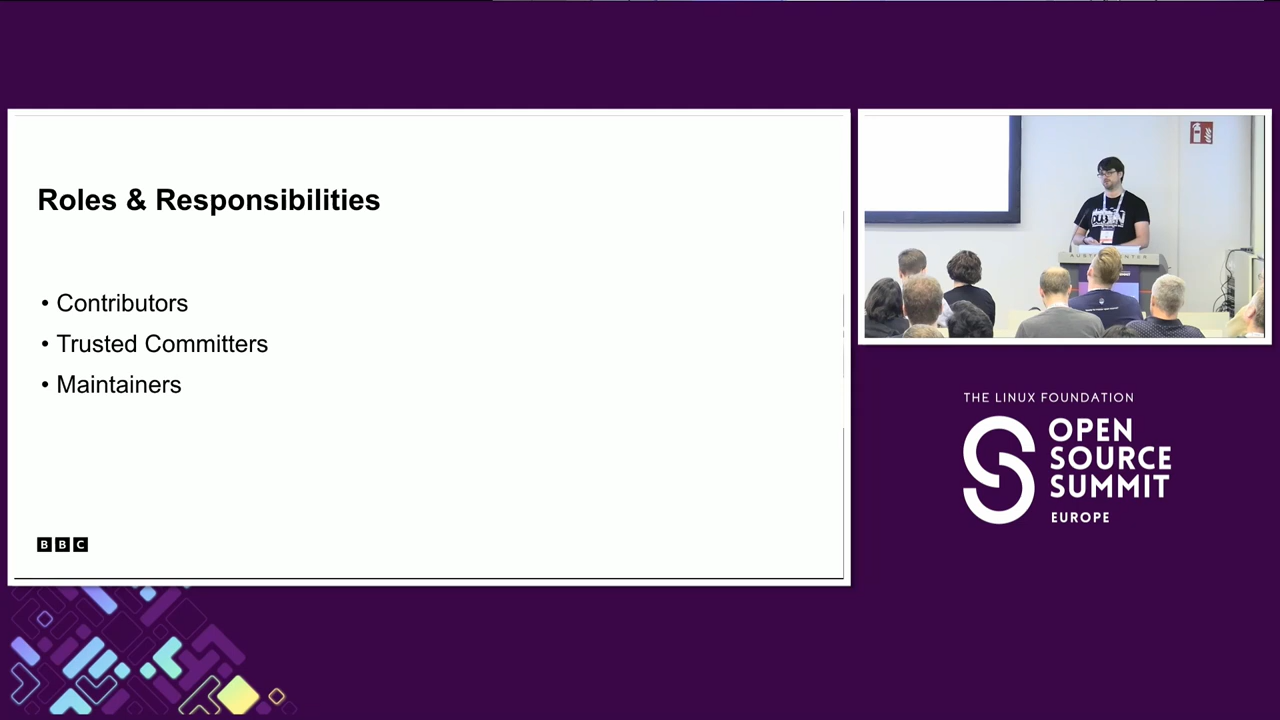 Roles & Responsibilities
• Contributors
• Trusted Committers
• Maintainers
BBC
THE LINUX FOUNDATION
OPEN
SOURCE
SUMMIT
EUROPE